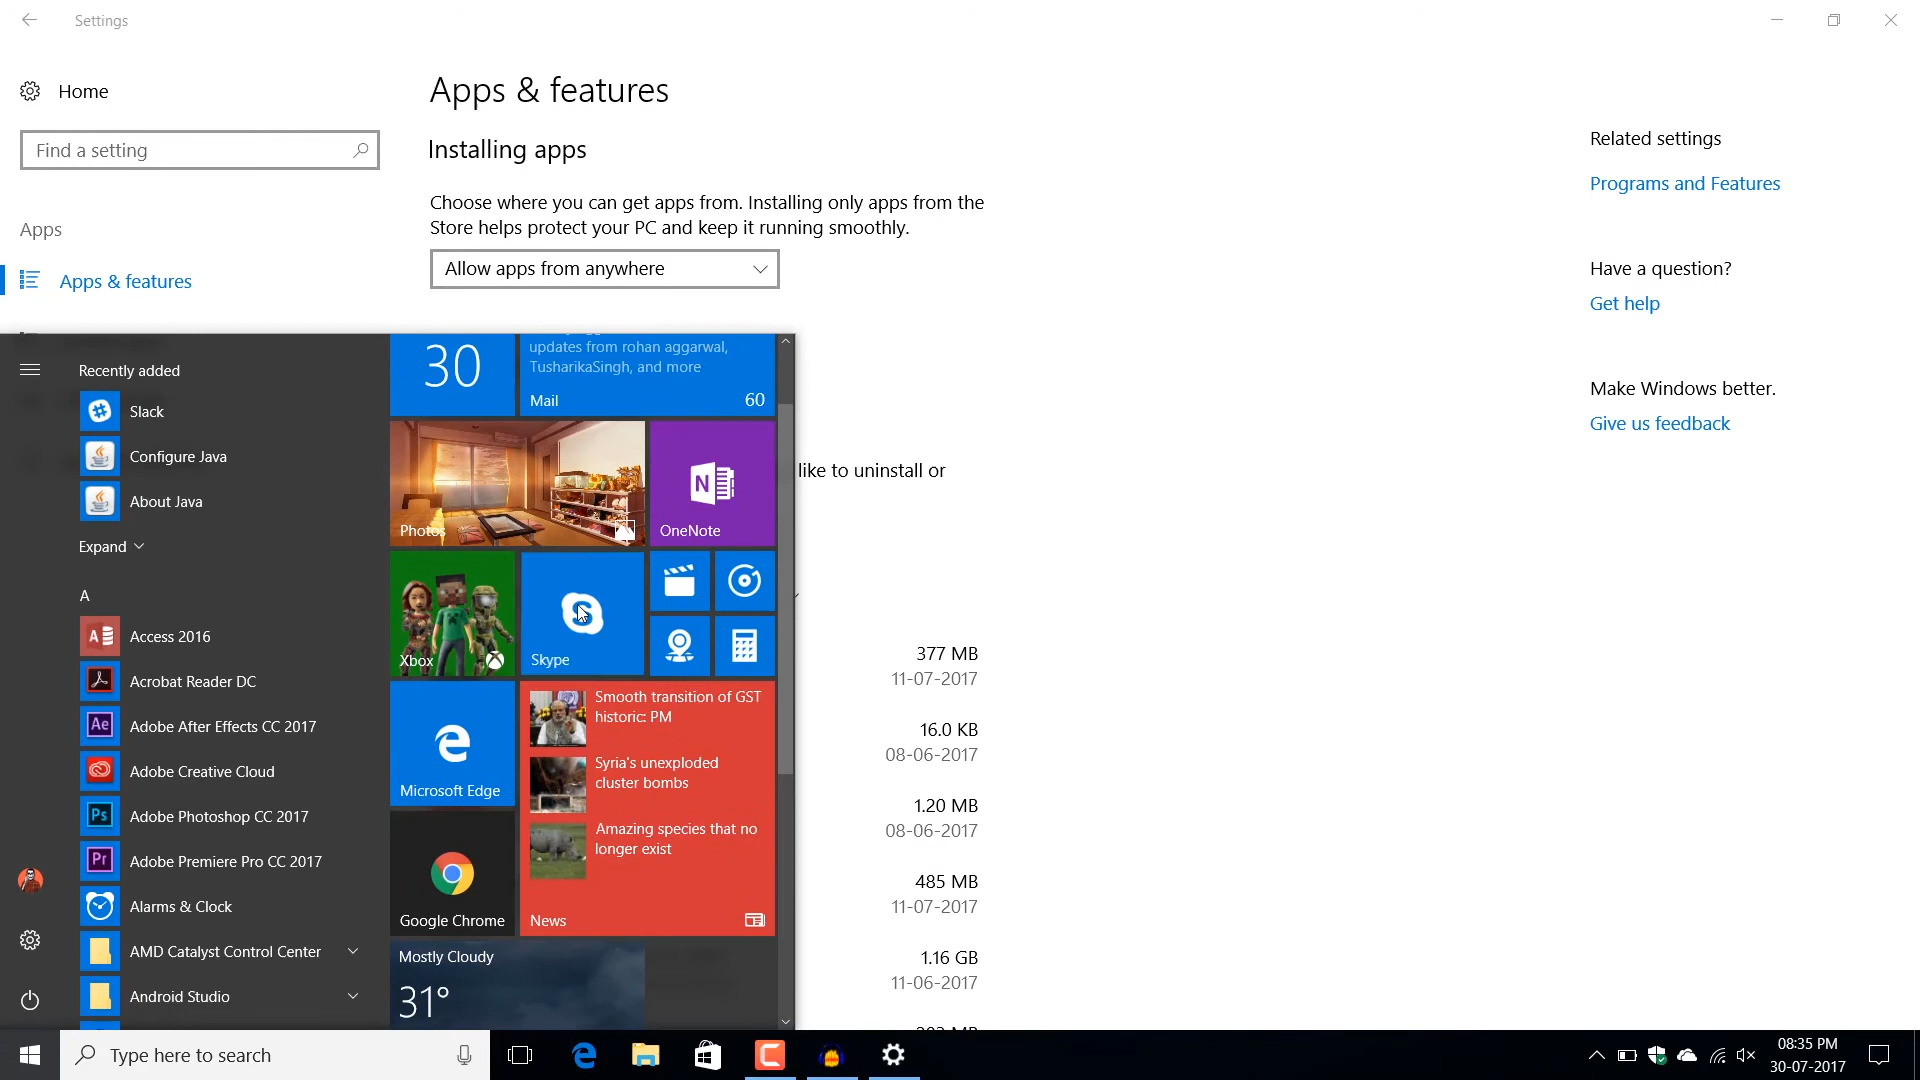 Settings
Home
Find a setting
Apps
Apps & features
Apps & features
Installing apps
Choose where you can get apps from. Installing only apps from the
Store helps protect your PC and keep it running smoothly.
Allow apps from anywhere
like to uninstall or
377 MB
11-07-2017
16.0 KB
08-06-2017
1.20 MB
08-06-2017
485 MB
11-07-2017
1.16 GB
11-06-2017
Related settings
Programs and Features
Have a question?
Get help
Make Windows better.
Give us feedback
Recently added
Slack
Configure Java
About Java
Expand
A
Access 2016
Acrobat Reader DC
Adobe After Effects CC 2017
Adobe Creative Cloud
Adobe Photoshop CC 2017
Adobe Premiere Pro CC 2017
Alarms & Clock
AMD Catalyst Control Center
Android Studio
30
updates from rohan aggarwal,
TusharikaSingh, and more
Mail
60
Photos
OneNote
Xbox
Skype
Microsoft Edge
Smooth transition of GST
historic: PM
Syria's unexploded
cluster bombs
Amazing species that no
longer exist
News
Google Chrome
Mostly Cloudy
31°
Type here to search
08:35 PM
30-07-2017